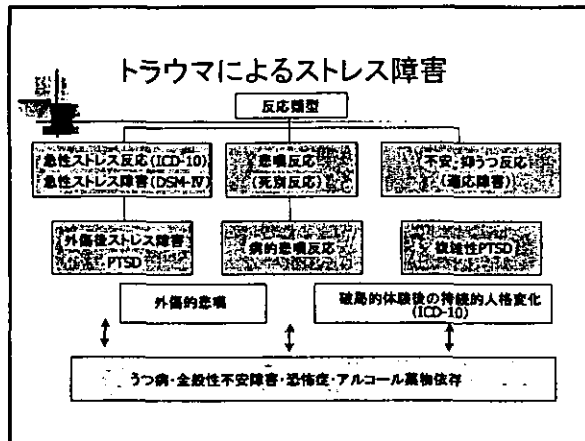 トラウマによるストレス障害
反応類型
急性ストレス反応(ICD-10)
急性ストレス障害(DSM-Ⅳ)
悲嘆反応
(死別反応)
不安・抑うつ反応
(適応障害)
外傷後ストレス障害
PTSD
病的悲嘆反応
複雑性PTSD
外傷的悲嘆
破局的体験後の持続的人格変化
(ICD-10)
うつ病・全般性不安障害・恐怖症・アルコール薬物依存